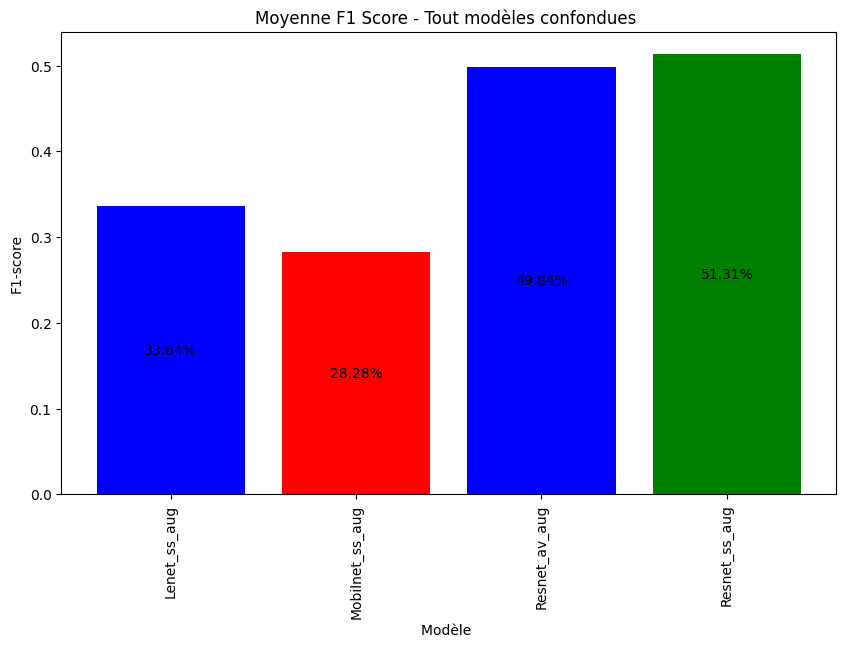 Moyenne F1 Score - Tout modèles confondues
F1-score
0.5
0.4
0.3
0.2
0.1
0.0
33.64%
28.28%
49.84%
51.31%
Lenet_ss_aug
Mobilnet_ss_aug
Resnet_av_aug
Resnet_ss_aug
Modèle